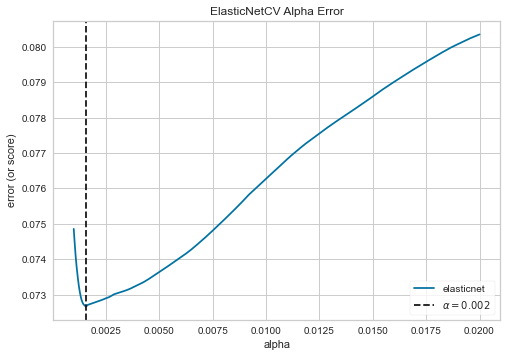 ElasticNetCV Alpha Error
error (or score)
0.080
0.079
0.078
0.077
0.076
0.075
0.074
0.073
elasticnet
α = 0.002
0.0025 0.0050 0.0075 0.0100 0.0125 0.0150 0.0175 0.0200
alpha